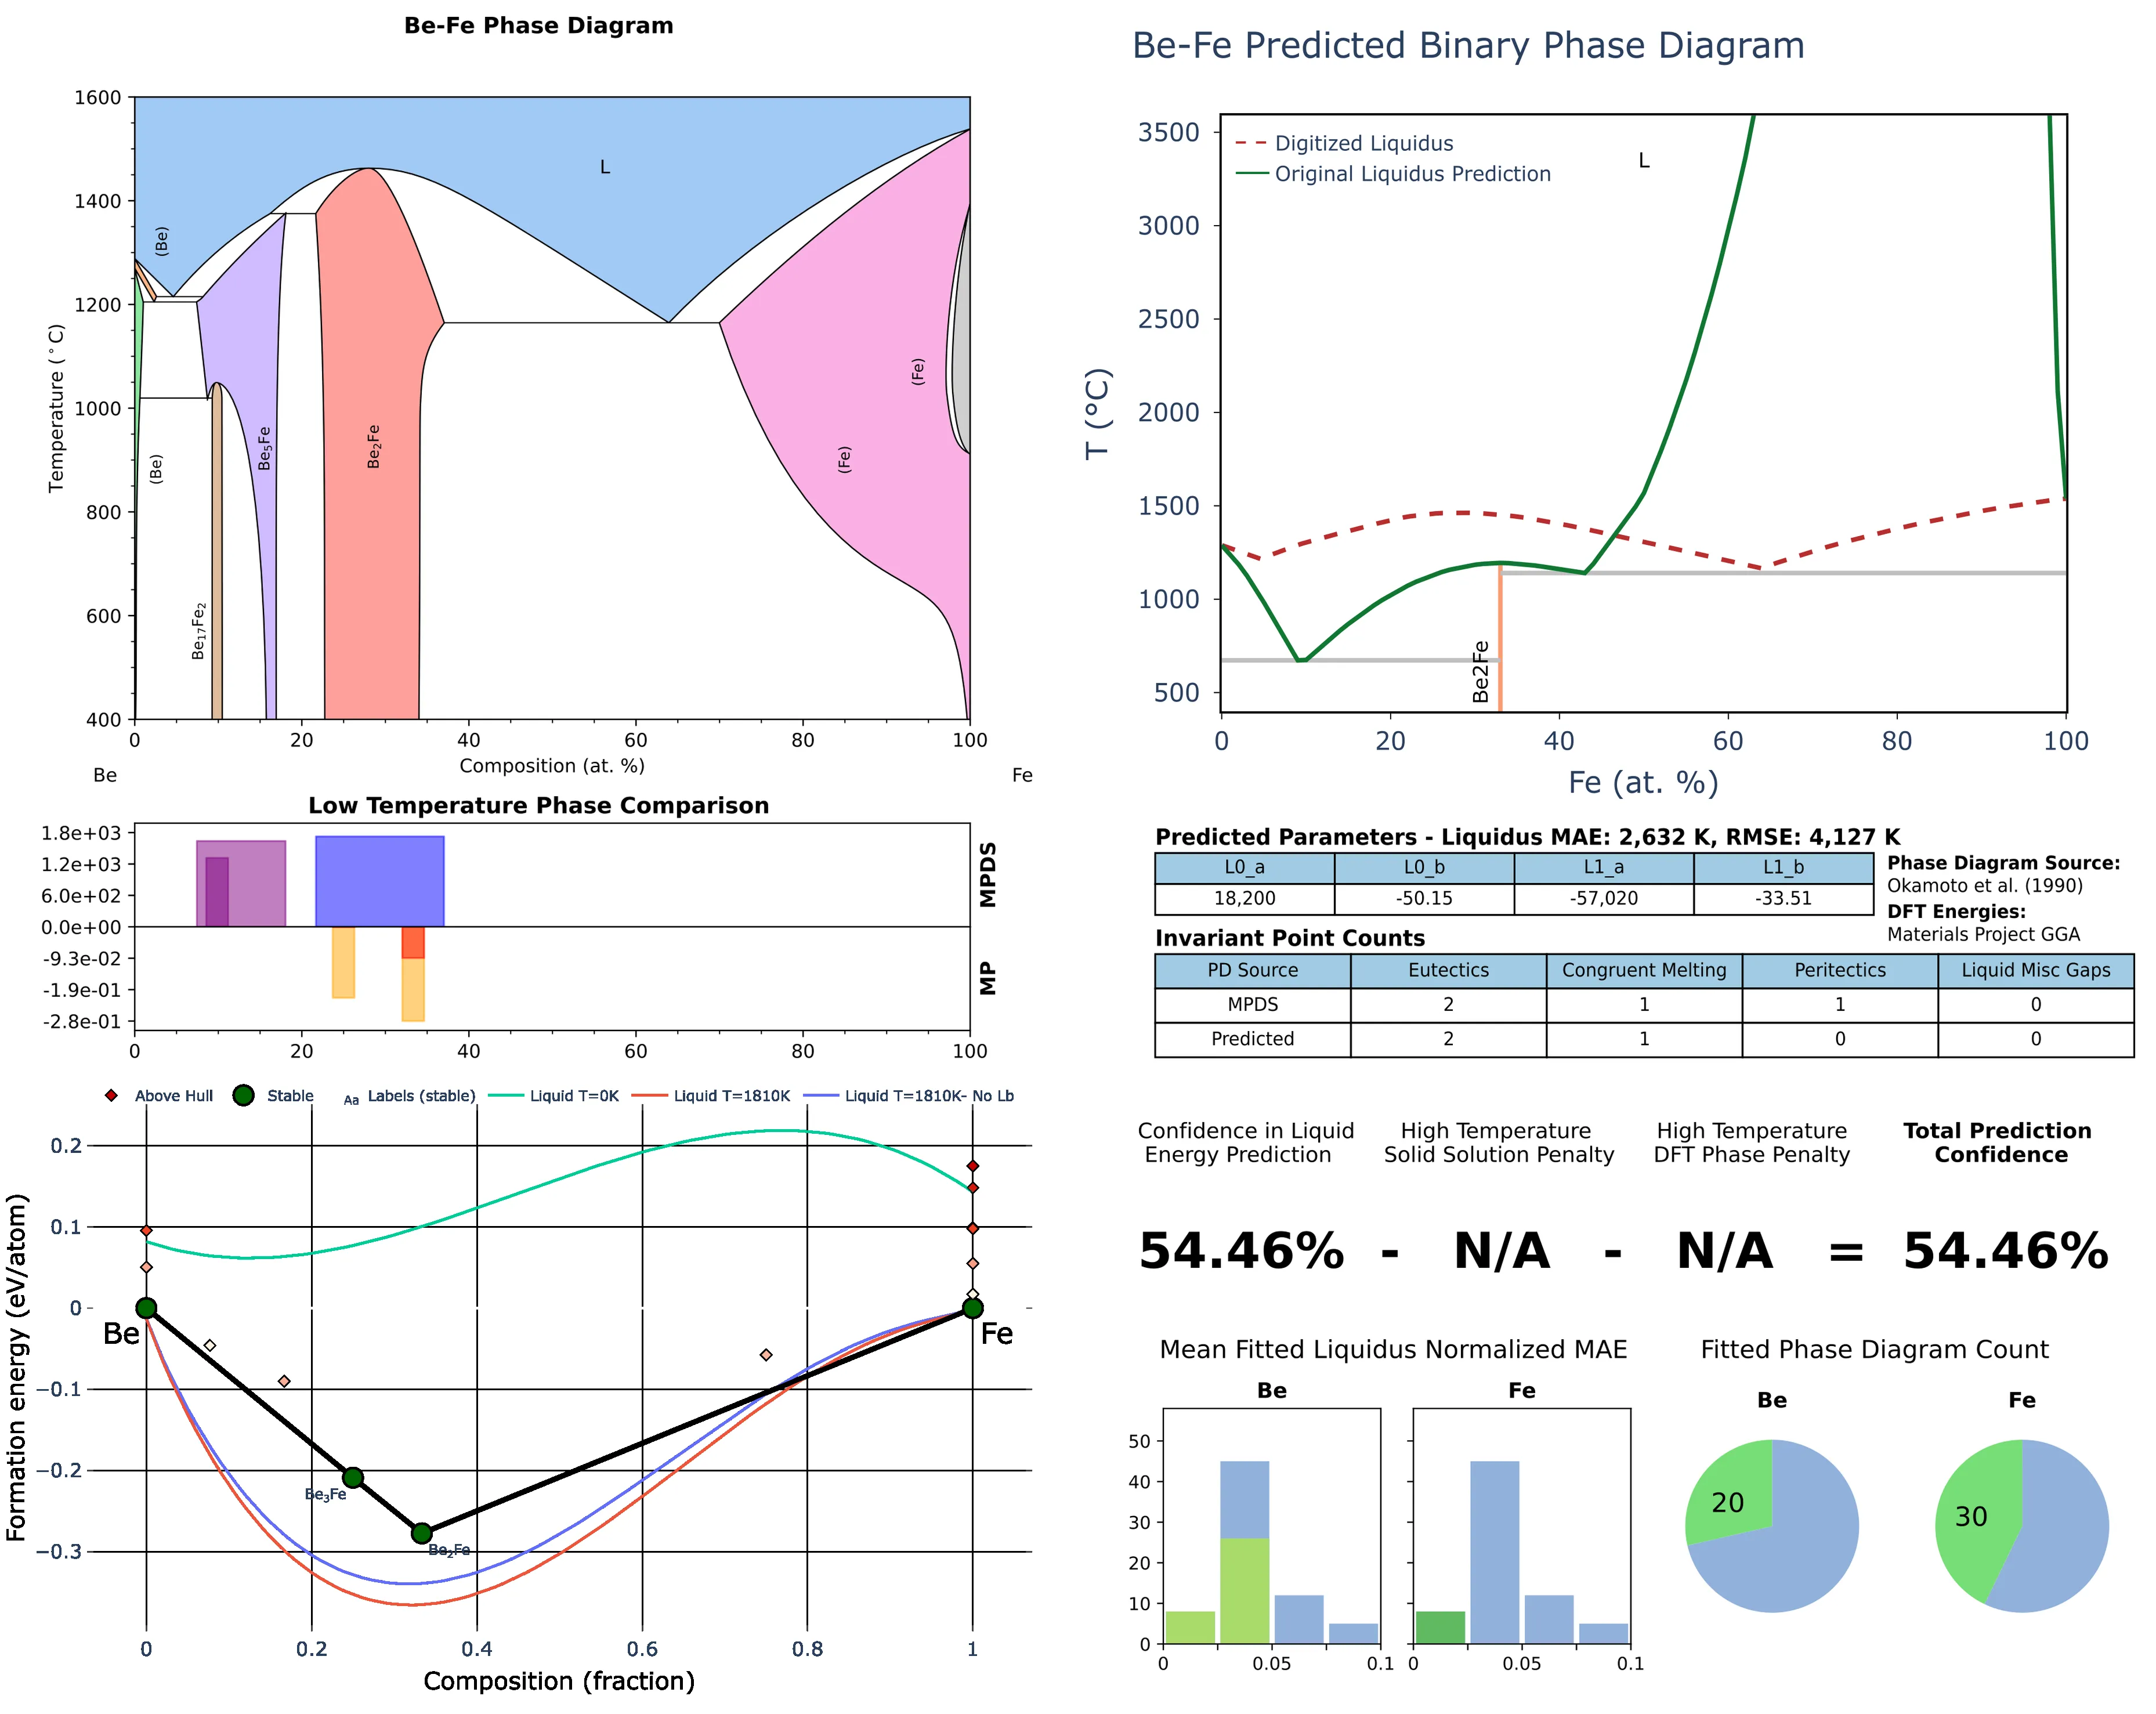 Be-Fe Phase Diagram
1600
1400
1200
1000
800
600
400
Temperature (°C)
L
(Be)
(Be)
Be17Fe2
Be5Fe
Be2Fe
(Fe)
(Fe)
0 20 40 60 80 100
Composition (at. %)
Be Fe
Be-Fe Predicted Binary Phase Diagram
Digitized Liquidus
Original Liquidus Prediction
L
3500
3000
2500
2000
1500
1000
500
T (°C)
Be2Fe
0 20 40 60 80 100
Fe (at. %)
Low Temperature Phase Comparison
1.8e+03
1.2e+03
6.0e+02
0.0e+00
-9.3e-02
-1.9e-01
-2.8e-01
MPDS
MP
0 20 40 60 80 100
Predicted Parameters - Liquidus MAE: 2,632 K, RMSE: 4,127 K
L0_a L0_b L1_a L1_b
18,200 -50.15 -57,020 -33.51
Phase Diagram Source:
Okamoto et al. (1990)
DFT Energies:
Materials Project GGA
Invariant Point Counts
PD Source Eutectics Congruent Melting Peritectics Liquid Misc Gaps
MPDS 2 1 1 0
Predicted 2 1 0 0
Above Hull Stable Aa Labels (stable) Liquid T=0K Liquid T=1810K Liquid T=1810K- No Lb
0.2
0.1
0
−0.1
−0.2
−0.3
Formation energy (eV/atom)
Be
Fe
Be3Fe
Be2Fe
0 0.2 0.4 0.6 0.8 1
Composition (fraction)
Confidence in Liquid
Energy Prediction
High Temperature
Solid Solution Penalty
High Temperature
DFT Phase Penalty
Total Prediction
Confidence
54.46% - N/A - N/A = 54.46%
Mean Fitted Liquidus Normalized MAE
Be
Fe
50
40
30
20
10
0
0 0.05 0.1
0 0.05 0.1
Fitted Phase Diagram Count
Be
Fe
20
30